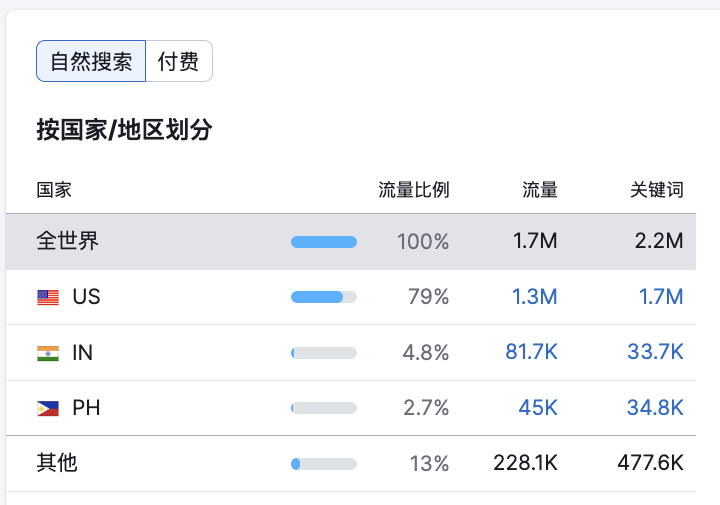 自然搜索 付费
按国家/地区划分
国家 流量比例 流量 关键词
全世界 100% 1.7M 2.2M
US 79% 1.3M 1.7M
IN 4.8% 81.7K 33.7K
PH 2.7% 45K 34.8K
其他 13% 228.1K 477.6K